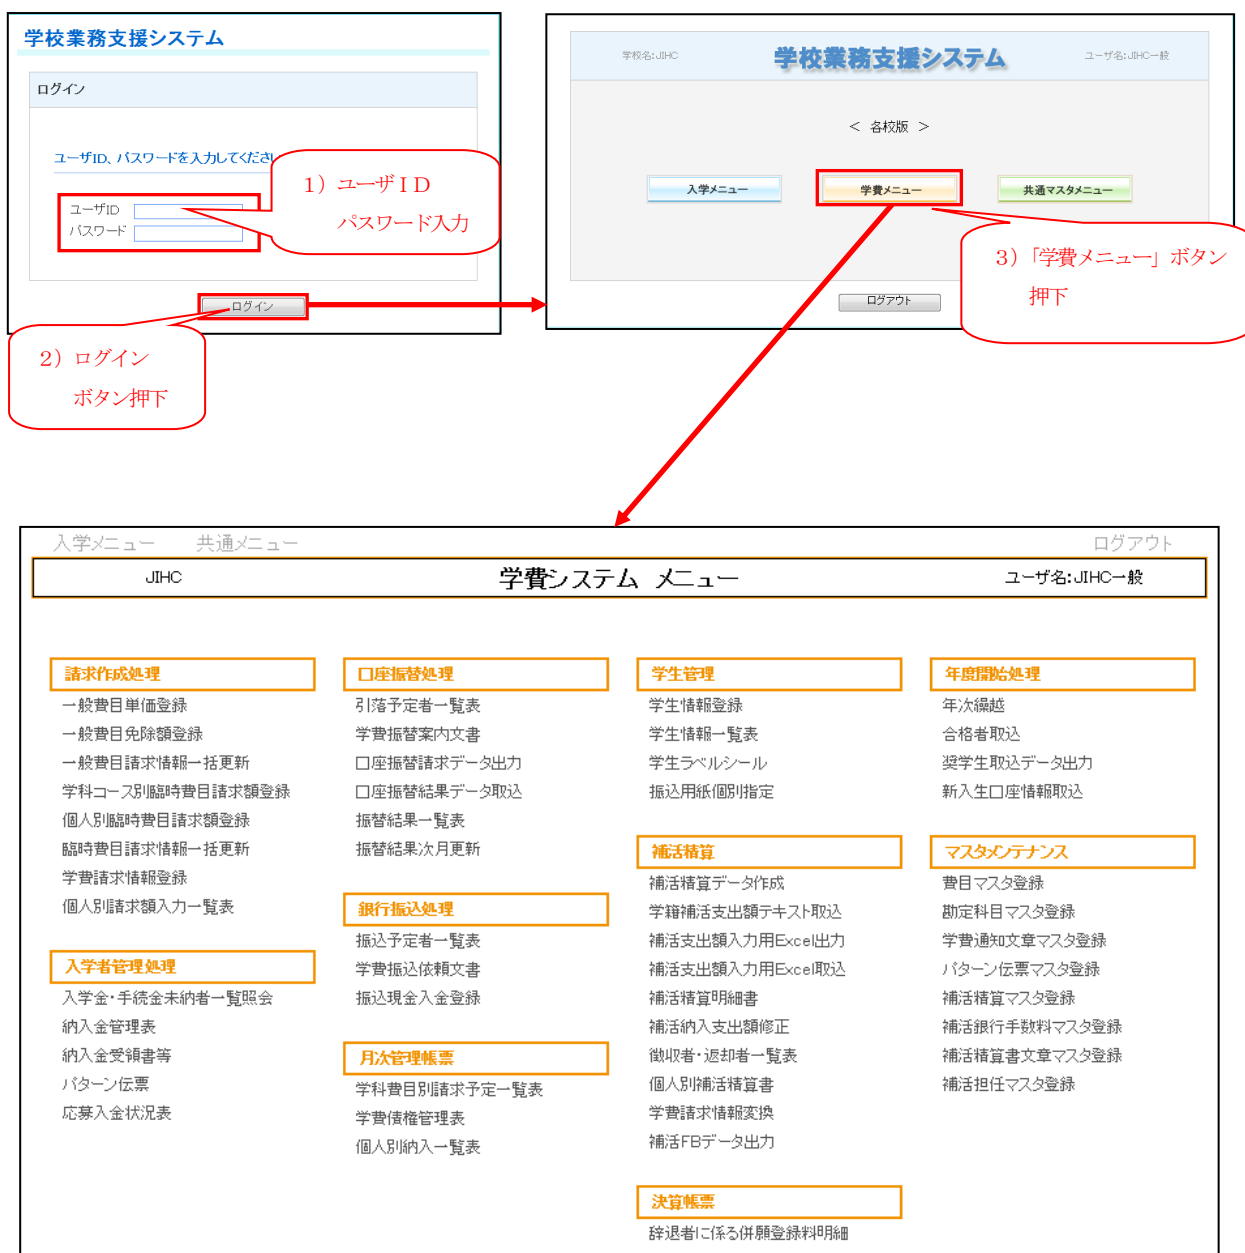 学校業務支援システム
ログイン
ユーザID、パスワードを入力してください
ユーザID
パスワード
ログイン
1）ユーザID
パスワード入力
2）ログイン
ボタン押下
学校名:JIHC
学校業務支援システム
ユーザ名:JIHC一般
＜ 各校版 ＞
入学メニュー
学費メニュー
共通マスタメニュー
ログアウト
3）「学費メニュー」ボタン
押下
入学メニュー 共通メニュー ログアウト
JIHC 学費システム メニュー ユーザ名:JIHC一般
請求作成処理
一般費目単価登録
一般費目免除額登録
一般費目請求情報一括更新
学科コース別臨時費目請求額登録
個人別臨時費目請求額登録
臨時費目請求情報一括更新
学費請求情報登録
個人別請求額入力一覧表
入学者管理処理
入学金・手続金未納者一覧照会
納入金管理表
納入金受領書等
パターン伝票
応募入金状況表
口座振替処理
引落予定者一覧表
学費振替案内文書
口座振替請求データ出力
口座振替結果データ取込
振替結果一覧表
振替結果次月更新
銀行振込処理
振込予定者一覧表
学費振込依頼文書
振込現金入金登録
月次管理帳票
学科費目別請求予定一覧表
学費債権管理表
個人別納入一覧表
学生管理
学生情報登録
学生情報一覧表
学生ラベルシール
振込用紙個別指定
補活精算
補活精算データ作成
学籍補活支出額テキスト取込
補活支出額入力用Excel出力
補活支出額入力用Excel取込
補活精算明細書
補活納入支出額修正
徴収者・返却者一覧表
個人別補活精算書
学費請求情報変換
補活FBデータ出力
決算帳票
辞退者に係る併願登録料明細
年度開始処理
年次繰越
合格者取込
奨学生取込データ出力
新入生口座情報取込
マスタメンテナンス
費目マスタ登録
勘定科目マスタ登録
学費通知文章マスタ登録
パターン伝票マスタ登録
補活精算マスタ登録
補活銀行手数料マスタ登録
補活精算書文章マスタ登録
補活担任マスタ登録